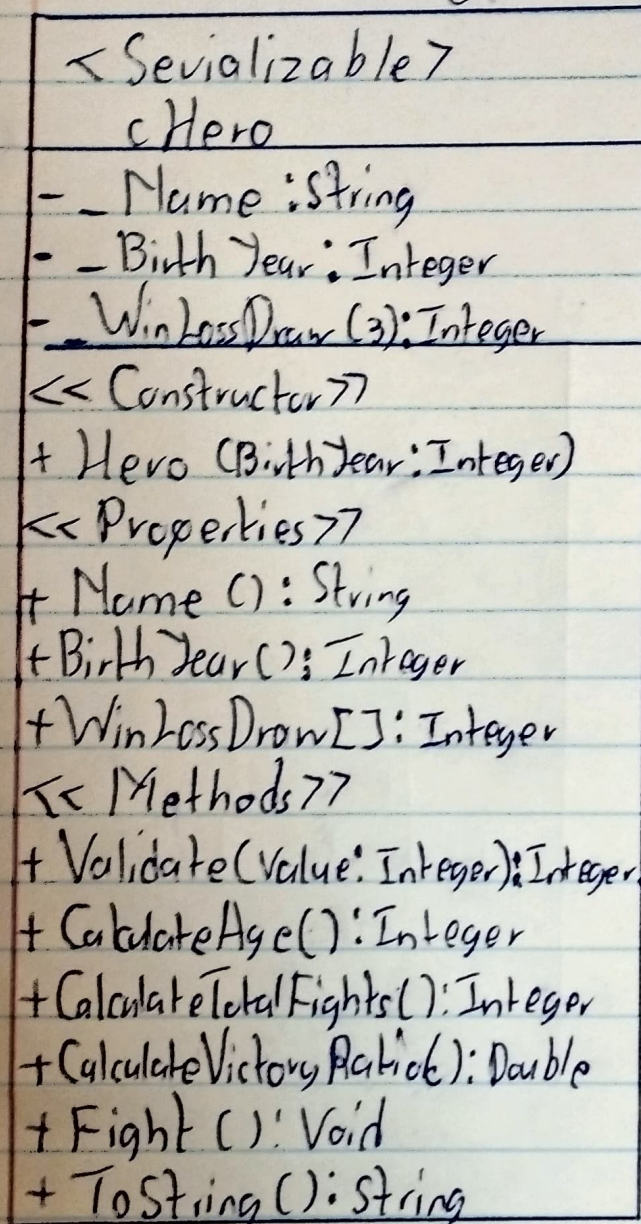 <Serializable>
cHero
- _Name : String
- _BirthYear : Integer
- _WinLossDraw (3) : Integer
<< Constructor >>
+ Hero (BirthYear : Integer)
<< Properties >>
+ Name () : String
+ BirthYear () : Integer
+ WinLossDraw [] : Integer
<< Methods >>
+ Validate (Value : Integer) : Integer
+ CalculateAge () : Integer
+ CalculateTotalFights () : Integer
+ CalculateVictoryRatio () : Double
+ Fight () : Void
+ ToString () : String